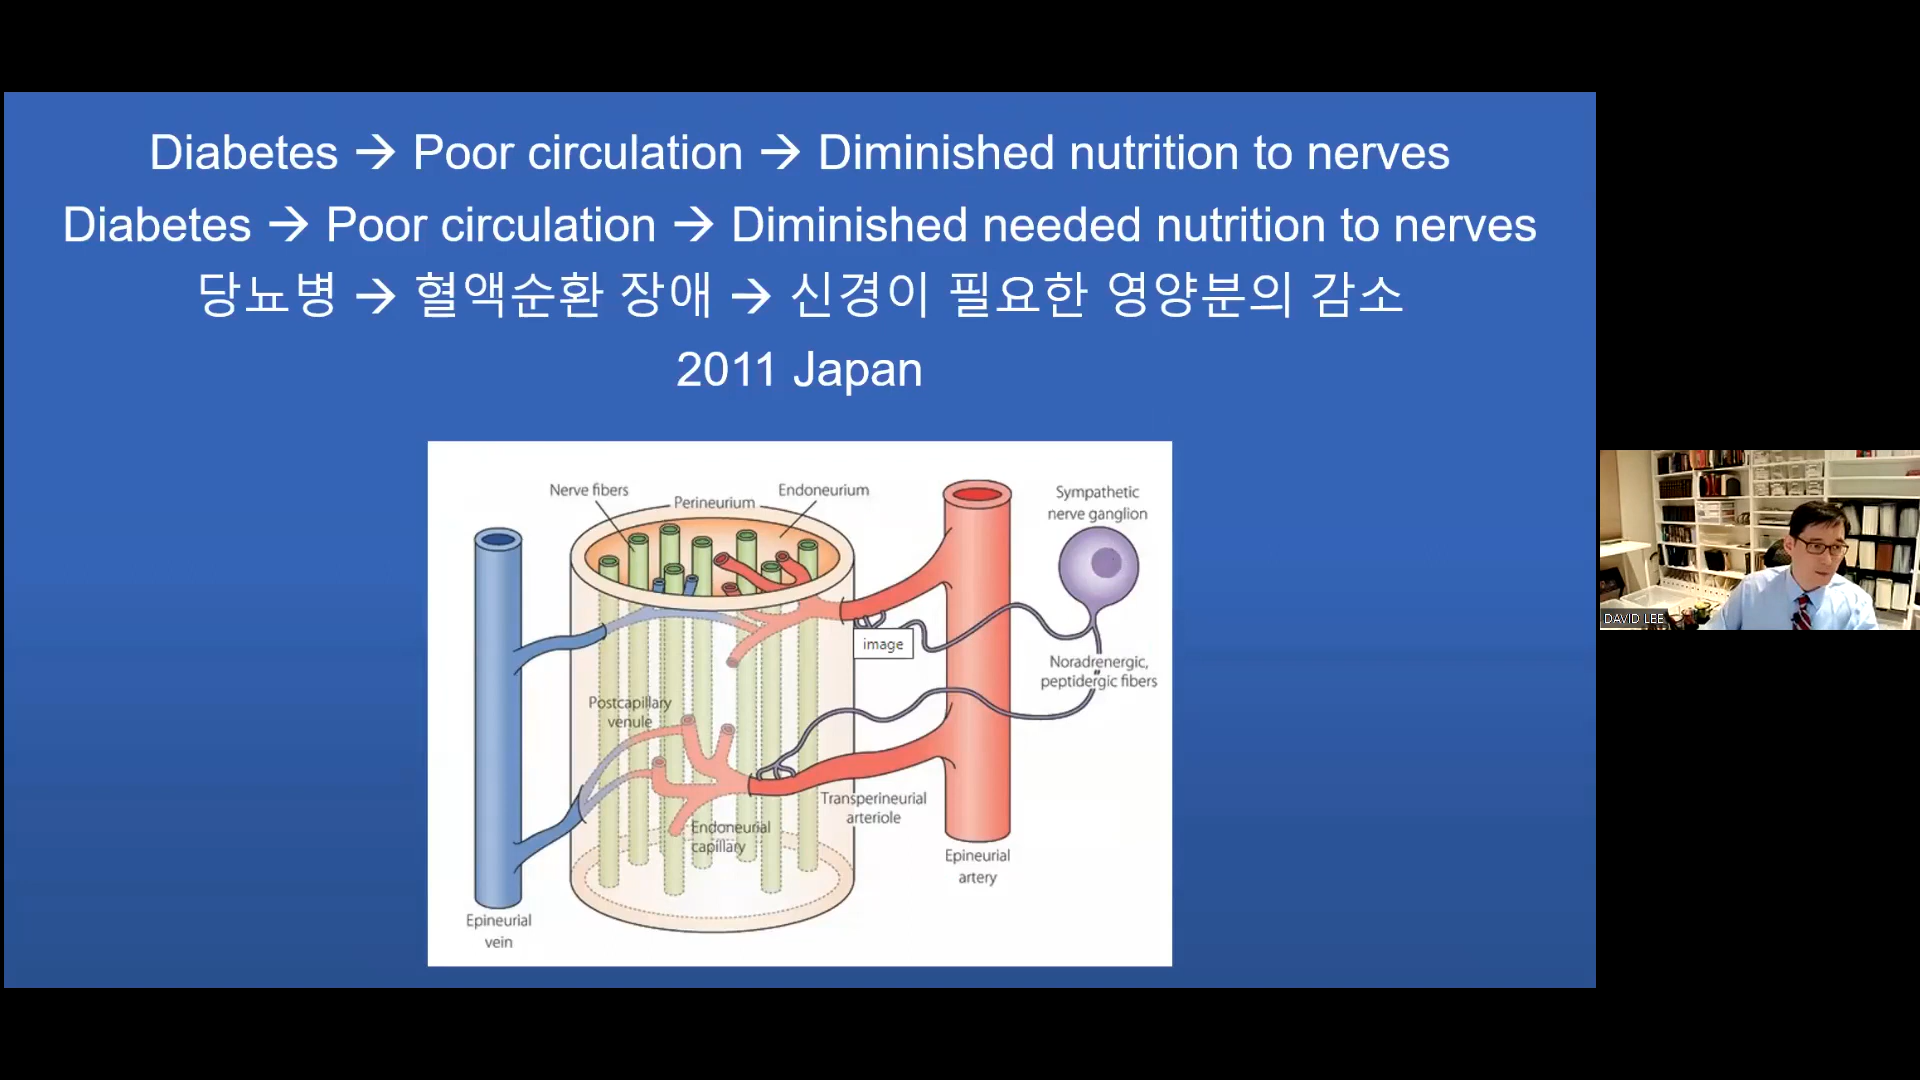 Diabetes → Poor circulation → Diminished nutrition to nerves
Diabetes → Poor circulation → Diminished needed nutrition to nerves
당뇨병 → 혈액순환 장애 → 신경이 필요한 영양분의 감소
2011 Japan
Nerve fibers
Perineurium
Endoneurium
Sympathetic
nerve ganglion
image
Noradrenergic,
peptidergic fibers
Postcapillary
venule
Transperineurial
arteriole
Endoneurial
capillary
Epineurial
artery
Epineurial
vein
DAVID LEE